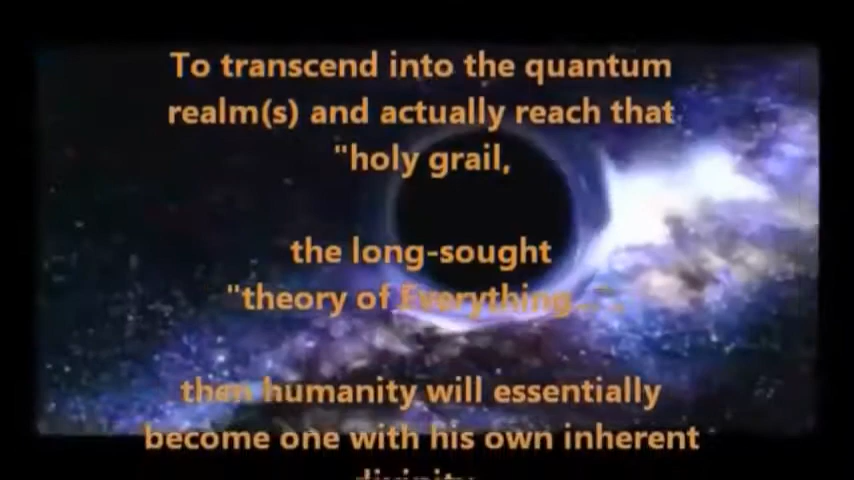 To transcend into the quantum
realm(s) and actually reach that
"holy grail,
the long-sought
"theory of Everything...".
then humanity will essentially
become one with his own inherent
divinity